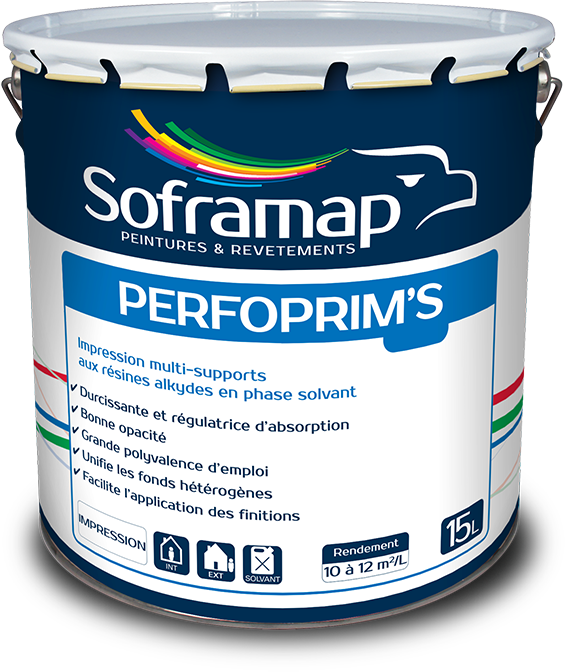 Soframap
PEINTURES & REVETEMENTS
PERFOPRIM'S
Impression multi-supports
aux résines alkydes en phase solvant
✔ Durcissante et régulatrice d'absorption
✔ Bonne opacité
✔ Grande polyvalence d'emploi
✔ Unifie les fonds hétérogènes
✔ Facilite l'application des finitions
IMPRESSION
INT
EXT
SOLVANT
Rendement
10 à 12 m²/L
15L